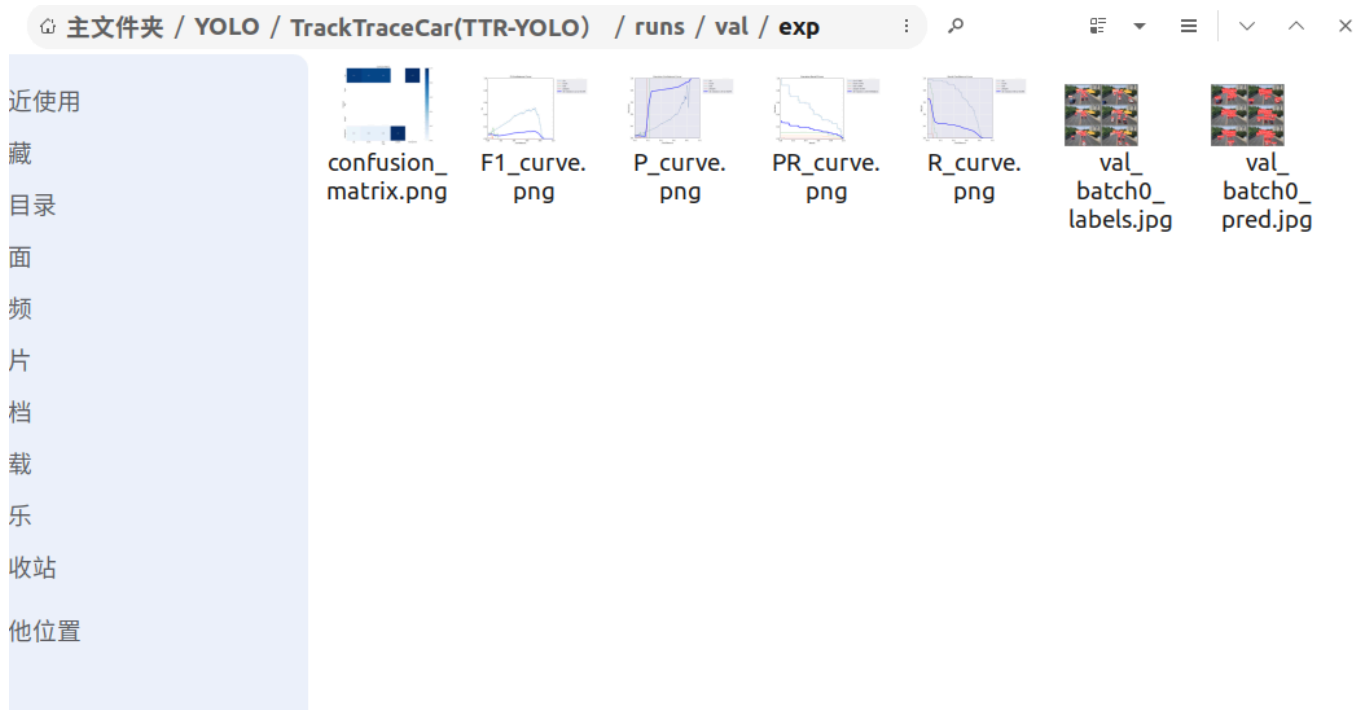 主文件夹 / YOLO / TrackTraceCar(TTR-YOLO） / runs / val / exp
近使用
藏
目录
面
频
片
档
载
乐
收站
他位置
confusion_
matrix.png
F1_curve.
png
P_curve.
png
PR_curve.
png
R_curve.
png
val_
batch0_
labels.jpg
val_
batch0_
pred.jpg